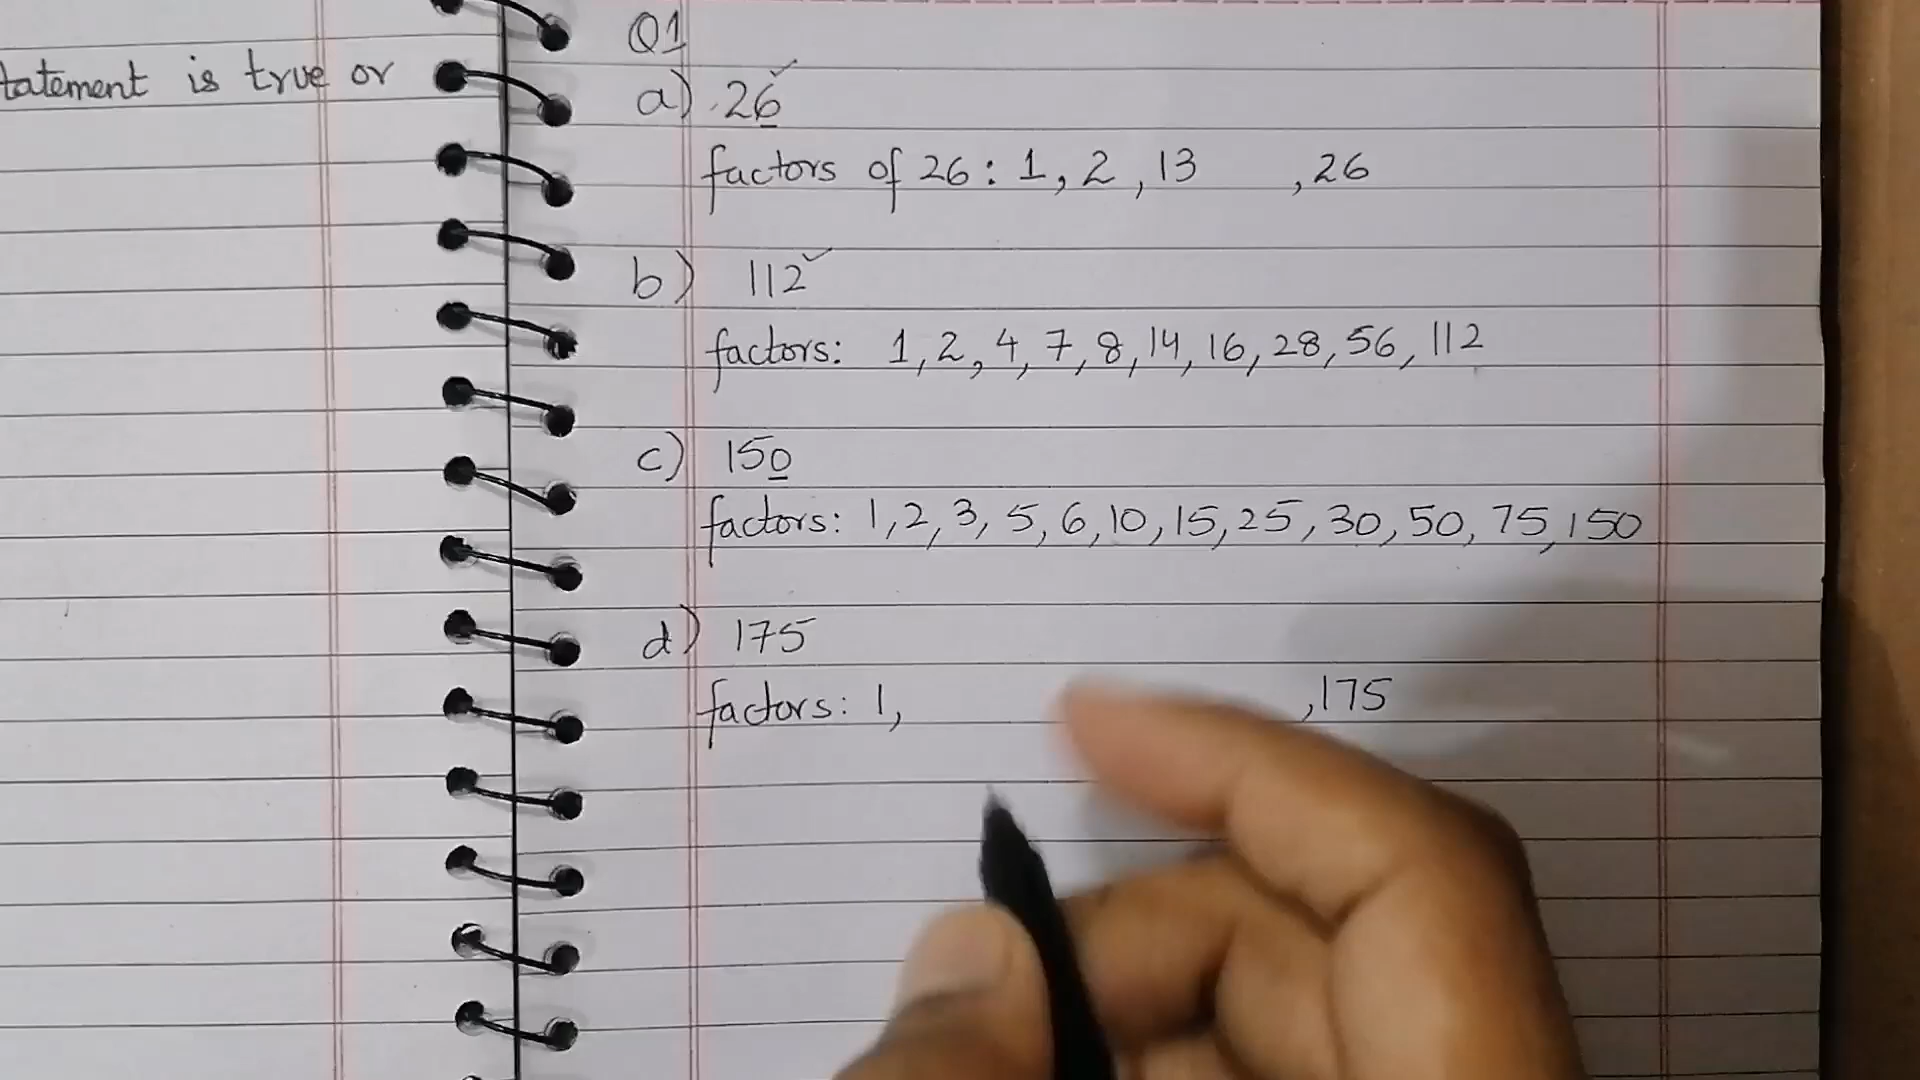 tatement is true or
Q1
a) 26 ✓
factors of 26 : 1, 2, 13 , 26
b) 112 ✓
factors: 1, 2, 4, 7, 8, 14, 16, 28, 56, 112
c) 150
factors: 1, 2, 3, 5, 6, 10, 15, 25, 30, 50, 75, 150
d) 175
factors: 1, , 175